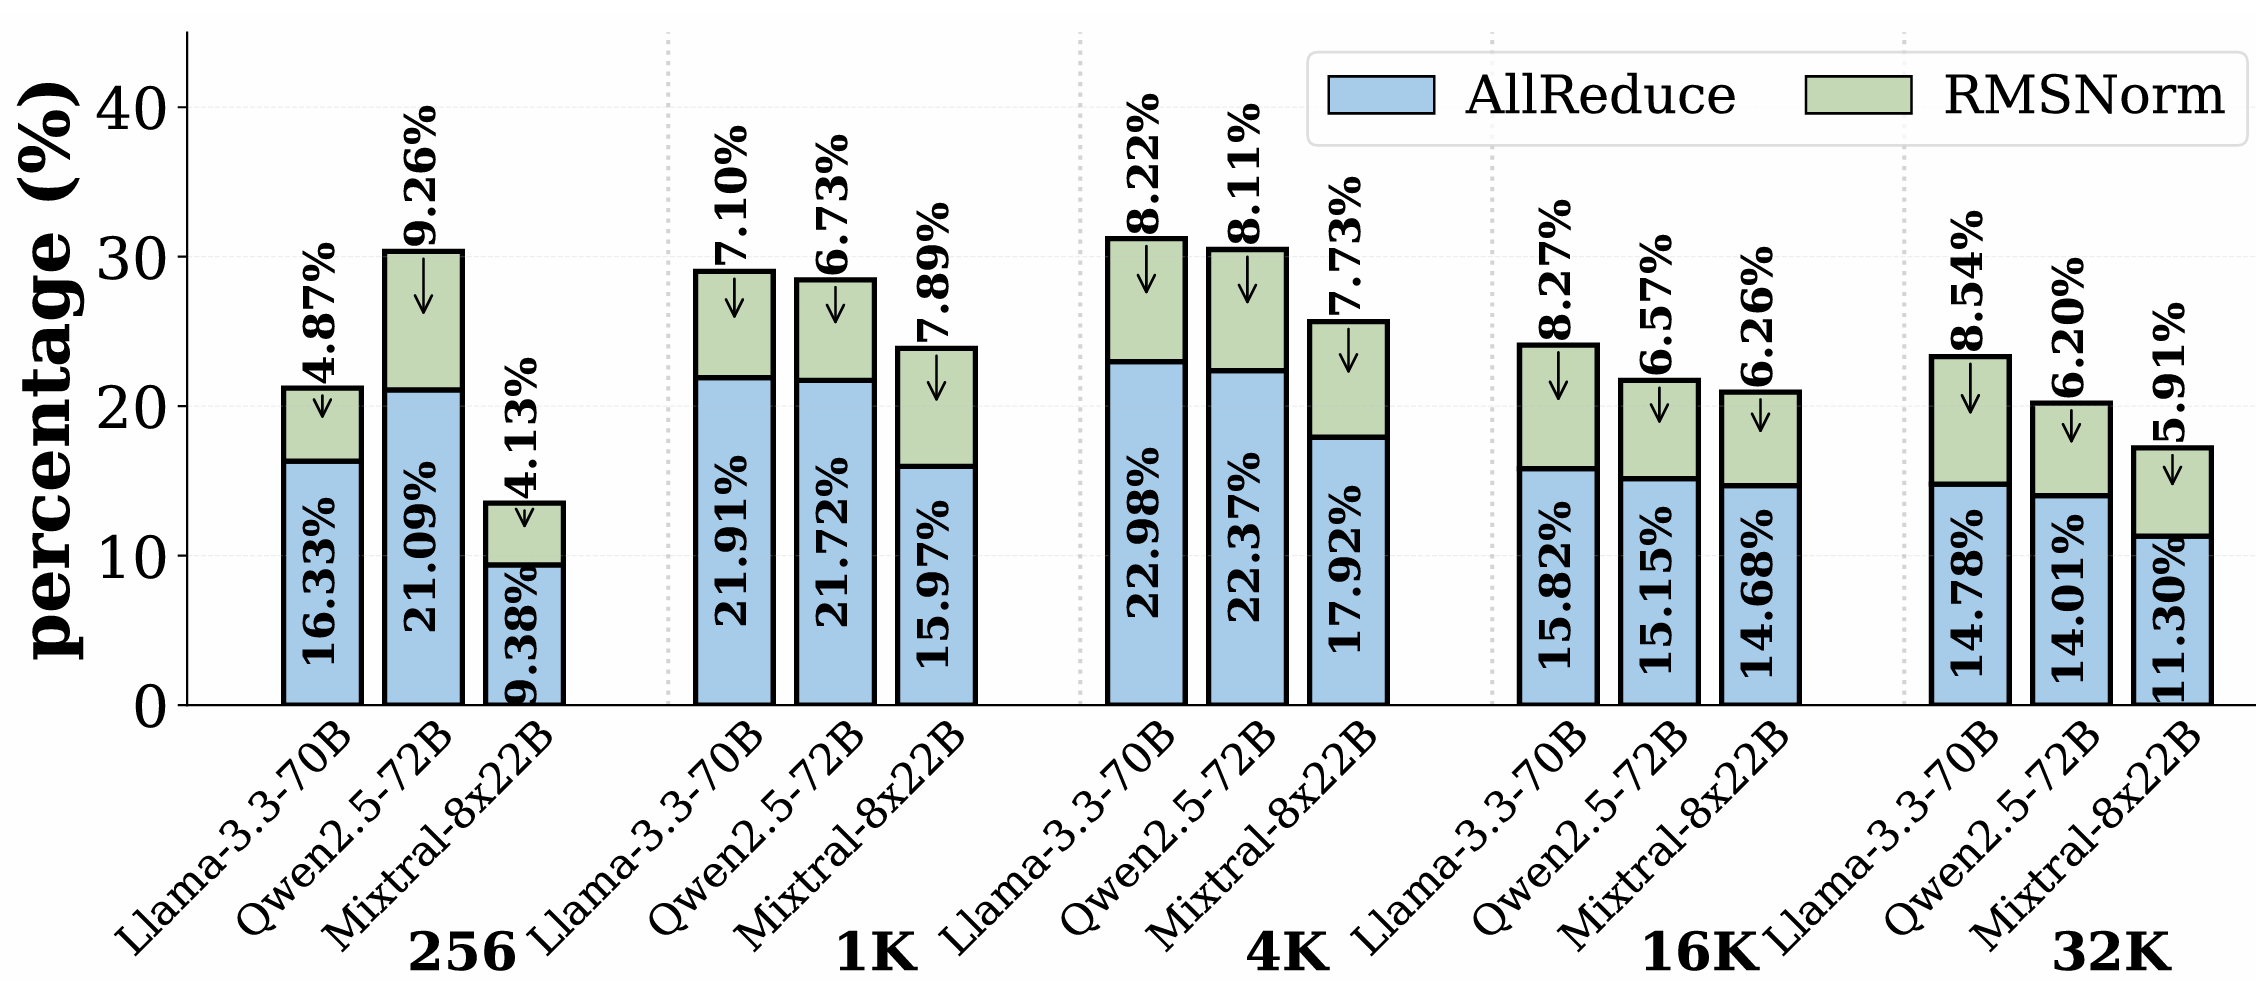 percentage (%)
40
30
20
10
0
AllReduce
RMSNorm
4.87%
16.33%
9.26%
21.09%
4.13%
9.38%
7.10%
21.91%
6.73%
21.72%
7.89%
15.97%
8.22%
22.98%
8.11%
22.37%
7.73%
17.92%
8.27%
15.82%
6.57%
15.15%
6.26%
14.68%
8.54%
14.78%
6.20%
14.01%
5.91%
11.30%
Llama-3.3-70B
Qwen2.5-72B
Mixtral-8x22B
Llama-3.3-70B
Qwen2.5-72B
Mixtral-8x22B
Llama-3.3-70B
Qwen2.5-72B
Mixtral-8x22B
Llama-3.3-70B
Qwen2.5-72B
Mixtral-8x22B
Llama-3.3-70B
Qwen2.5-72B
Mixtral-8x22B
256
1K
4K
16K
32K